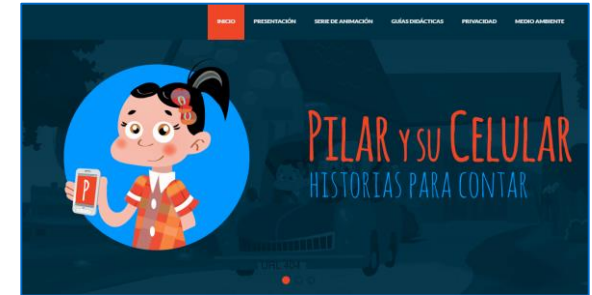 INICIO PRESENTACIÓN SERIE DE ANIMACIÓN GUÍAS DIDÁCTICAS PRIVACIDAD MEDIO AMBIENTE
PILAR Y SU CELULAR
HISTORIAS PARA CONTAR
P